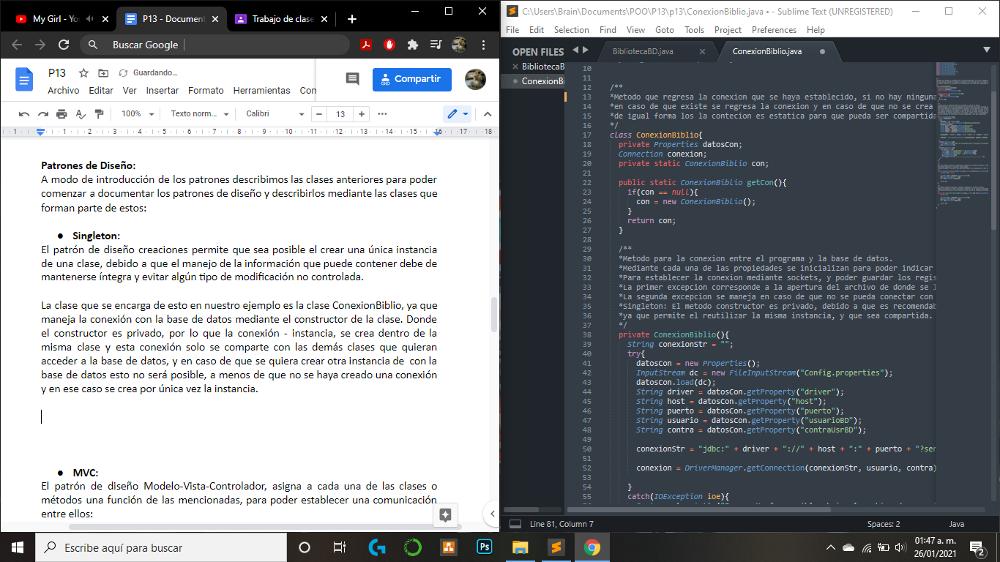 My Girl - Yo
P13 - Document
Trabajo de clase
Buscar Google
P13
Guardando...
Archivo Editar Ver Insertar Formato Herramientas Com
Compartir
100% Texto norm... Calibri 13
1 1 2 3 4 5 6 7 8 9 10 11 12 13 14 15 16 17 18
Patrones de Diseño:
A modo de introducción de los patrones describimos las clases anteriores para poder
comenzar a documentar los patrones de diseño y describirlos mediante las clases que
forman parte de estos:
● Singleton:
El patrón de diseño creaciones permite que sea posible el crear una única instancia
de una clase, debido a que el manejo de la información que puede contener debe de
mantenerse íntegra y evitar algún tipo de modificación no controlada.
La clase que se encarga de esto en nuestro ejemplo es la clase ConexionBiblio, ya que
maneja la conexión con la base de datos mediante el constructor de la clase. Donde
el constructor es privado, por lo que la conexión - instancia, se crea dentro de la
misma clase y esta conexión solo se comparte con las demás clases que quieran
acceder a la base de datos, y en caso de que se quiera crear otra instancia de con la
base de datos esto no será posible, a menos de que no se haya creado una conexión
y en ese caso se crea por única vez la instancia.
● MVC:
El patrón de diseño Modelo-Vista-Controlador, asigna a cada una de las clases o
métodos una función de las mencionadas, para poder establecer una comunicación
entre ellos:
C:\Users\Brain\Documents\POO\P13\p13\ConexionBiblio.java • - Sublime Text (UNREGISTERED)
File Edit Selection Find View Goto Tools Project Preferences Help
OPEN FILES
BibliotecaB
ConexionBi
BibliotecaBD.java
ConexionBiblio.java
10
11
12 /**
13 *Metodo que regresa la conexion que se haya establecido, si no hay ninguna
14 *en caso de que existe se regresa la conexion y en caso de que no se crea
15 *de igual forma los la contecion es estatica para que pueda ser compartida
16 */
17 class ConexionBiblio{
18 private Properties datosCon;
19 Connection conexion;
20 private static ConexionBiblio con;
21
22 public static ConexionBiblio getCon(){
23 if(con == null){
24 con = new ConexionBiblio();
25 }
26 return con;
27 }
28
29 /**
30 *Metodo para la conexion entre el programa y la base de datos.
31 *Mediante cada una de las propiedades se inicializan para poder indicar
32 *Para establecer la conexion mediante sockets, y poder guardar los regis
33 *La primer excepcion corresponde a la apertura del archivo de donde se l
34 *La segunda excepcion se maneja en caso de que no se pueda conectar con
35 *Singleton: El metodo constructor es privado, debido a que es recomendab
36 *ya que permite el reutilizar la misma instancia, y que sea compartida.
37 */
38 private ConexionBiblio(){
39 String conexionStr = "";
40 try{
41 datosCon = new Properties();
42 InputStream dc = new FileInputStream("Config.properties");
43 datosCon.load(dc);
44 String driver = datosCon.getProperty("driver");
45 String host = datosCon.getProperty("host");
46 String puerto = datosCon.getProperty("puerto");
47 String usuario = datosCon.getProperty("usuarioBD");
48 String contra = datosCon.getProperty("contraUsrBD");
49
50 conexionStr = "jdbc:" + driver + "://" + host + ":" + puerto + "?ser
51
52 conexion = DriverManager.getConnection(conexionStr, usuario, contra)
53
54 }
55 catch(IOException ioe){
Line 81, Column 7
Spaces: 2
Java
Escribe aquí para buscar
Ps
01:47 a. m.
26/01/2021
2